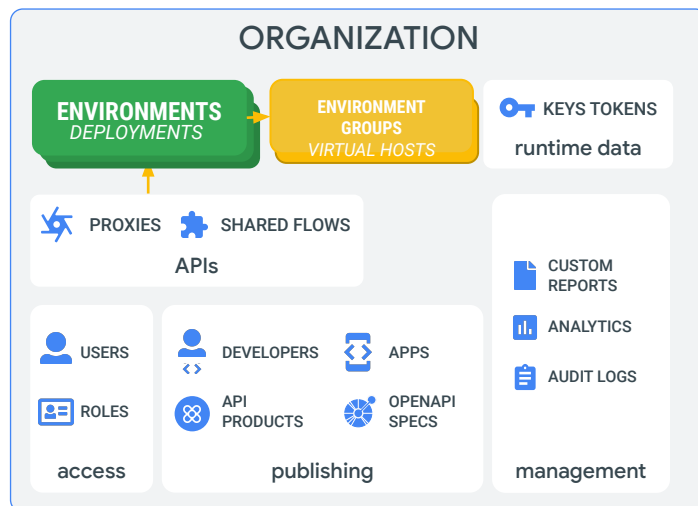 ORGANIZATION
ENVIRONMENTS
DEPLOYMENTS
ENVIRONMENT
GROUPS
VIRTUAL HOSTS
KEYS TOKENS
runtime data
PROXIES
SHARED FLOWS
APIs
CUSTOM
REPORTS
ANALYTICS
AUDIT LOGS
management
USERS
ROLES
access
DEVELOPERS
APPS
API
PRODUCTS
OPENAPI
SPECS
publishing